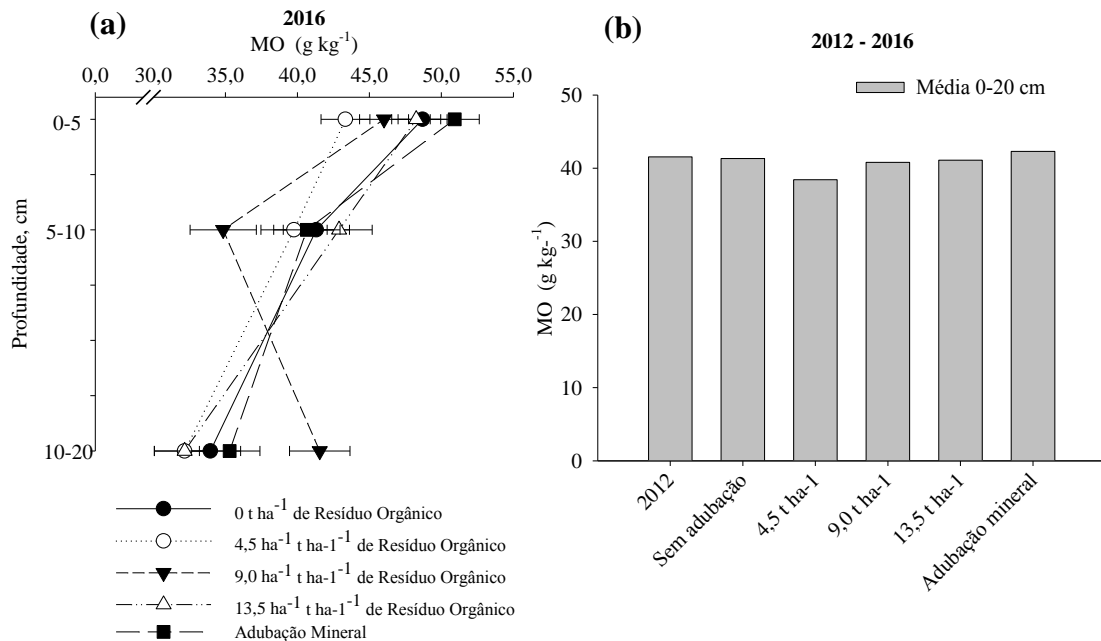 (a)
2016
MO (g kg-1)
0,0 30,0 35,0 40,0 45,0 50,0 55,0
Profundidade, cm
0-5
5-10
10-20
0 t ha-1 de Resíduo Orgânico
4,5 ha-1 t ha-1-1 de Resíduo Orgânico
9,0 ha-1 t ha-1-1 de Resíduo Orgânico
13,5 ha-1 t ha-1-1 de Resíduo Orgânico
Adubação Mineral
(b)
2012 - 2016
Média 0-20 cm
MO (g kg-1)
50
40
30
20
10
0
2012
Sem adubação
4,5 t ha-1
9,0 t ha-1
13,5 t ha-1
Adubação mineral